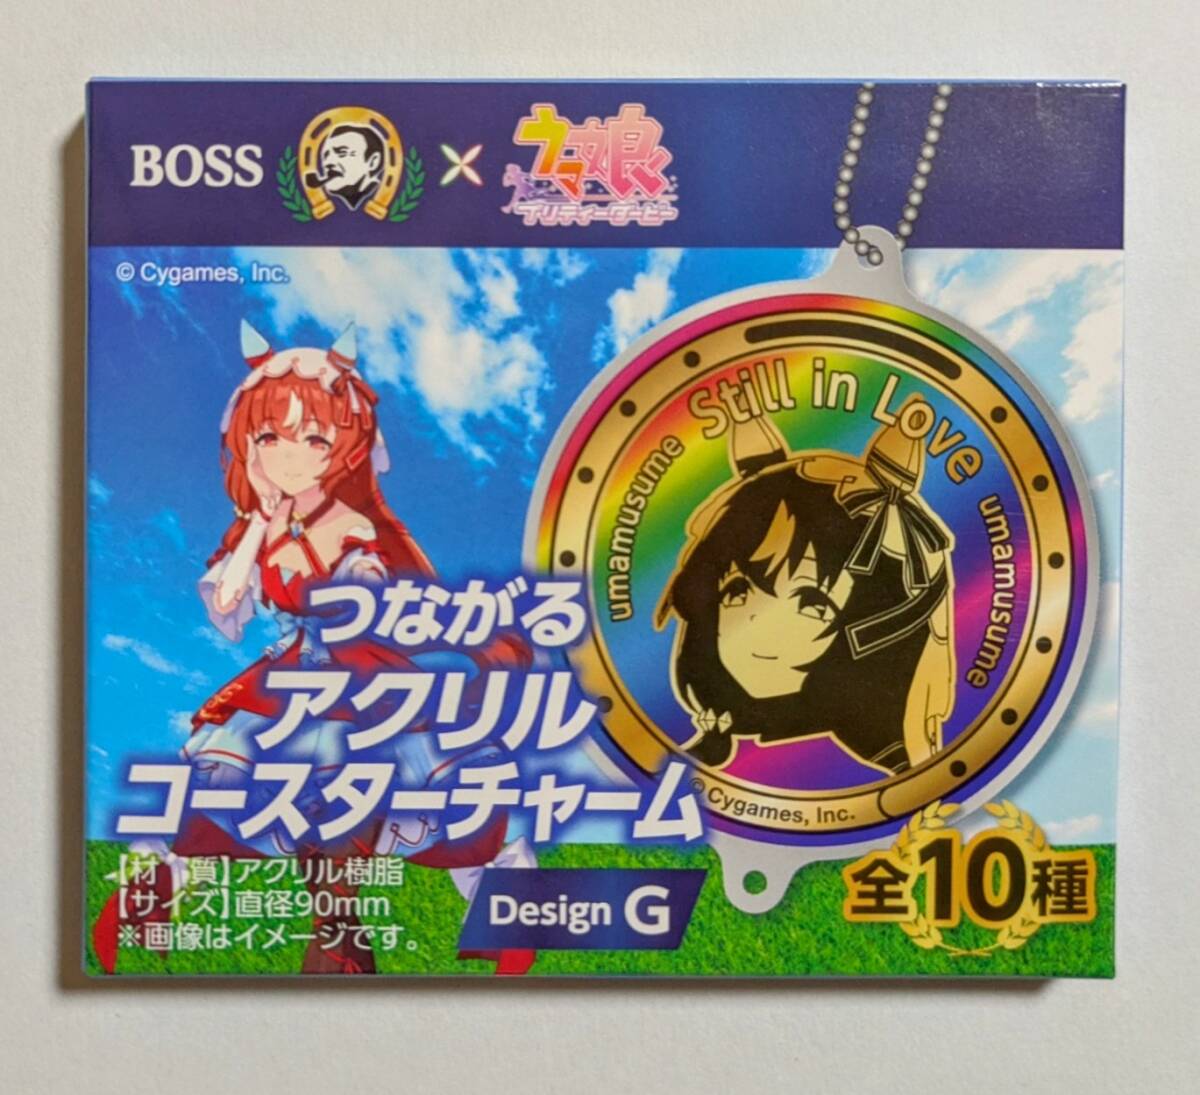 BOSS × ウマ娘
プリティーダービー
© Cygames, Inc.
umamusume Still in Love umamusume
つながる
アクリル
コースターチャーム
© Cygames, Inc.
【材 質】アクリル樹脂
【サイズ】直径90mm
※画像はイメージです。
Design G
全10種